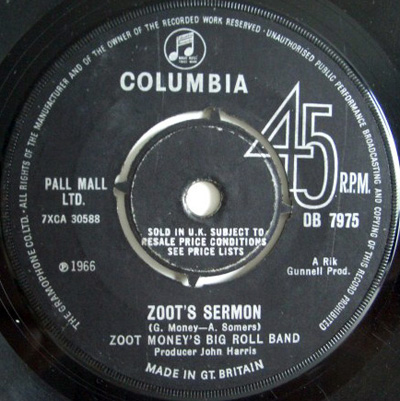 ALL RIGHTS OF THE MANUFACTURER AND OF THE OWNER OF THE RECORDED WORK RESERVED · UNAUTHORISED PUBLIC PERFORMANCE BROADCASTING AND COPYING OF THIS RECORD PROHIBITED
THE GRAMOPHONE CO. LTD.
COLUMBIA
45
R.P.M.
PALL MALL
LTD.
7XCA 30588
DB 7975
SOLD IN U.K. SUBJECT TO
RESALE PRICE CONDITIONS
SEE PRICE LISTS
℗1966
A Rik
Gunnell Prod.
ZOOT'S SERMON
(G. Money—A. Somers)
ZOOT MONEY'S BIG ROLL BAND
Producer John Harris
MADE IN GT. BRITAIN